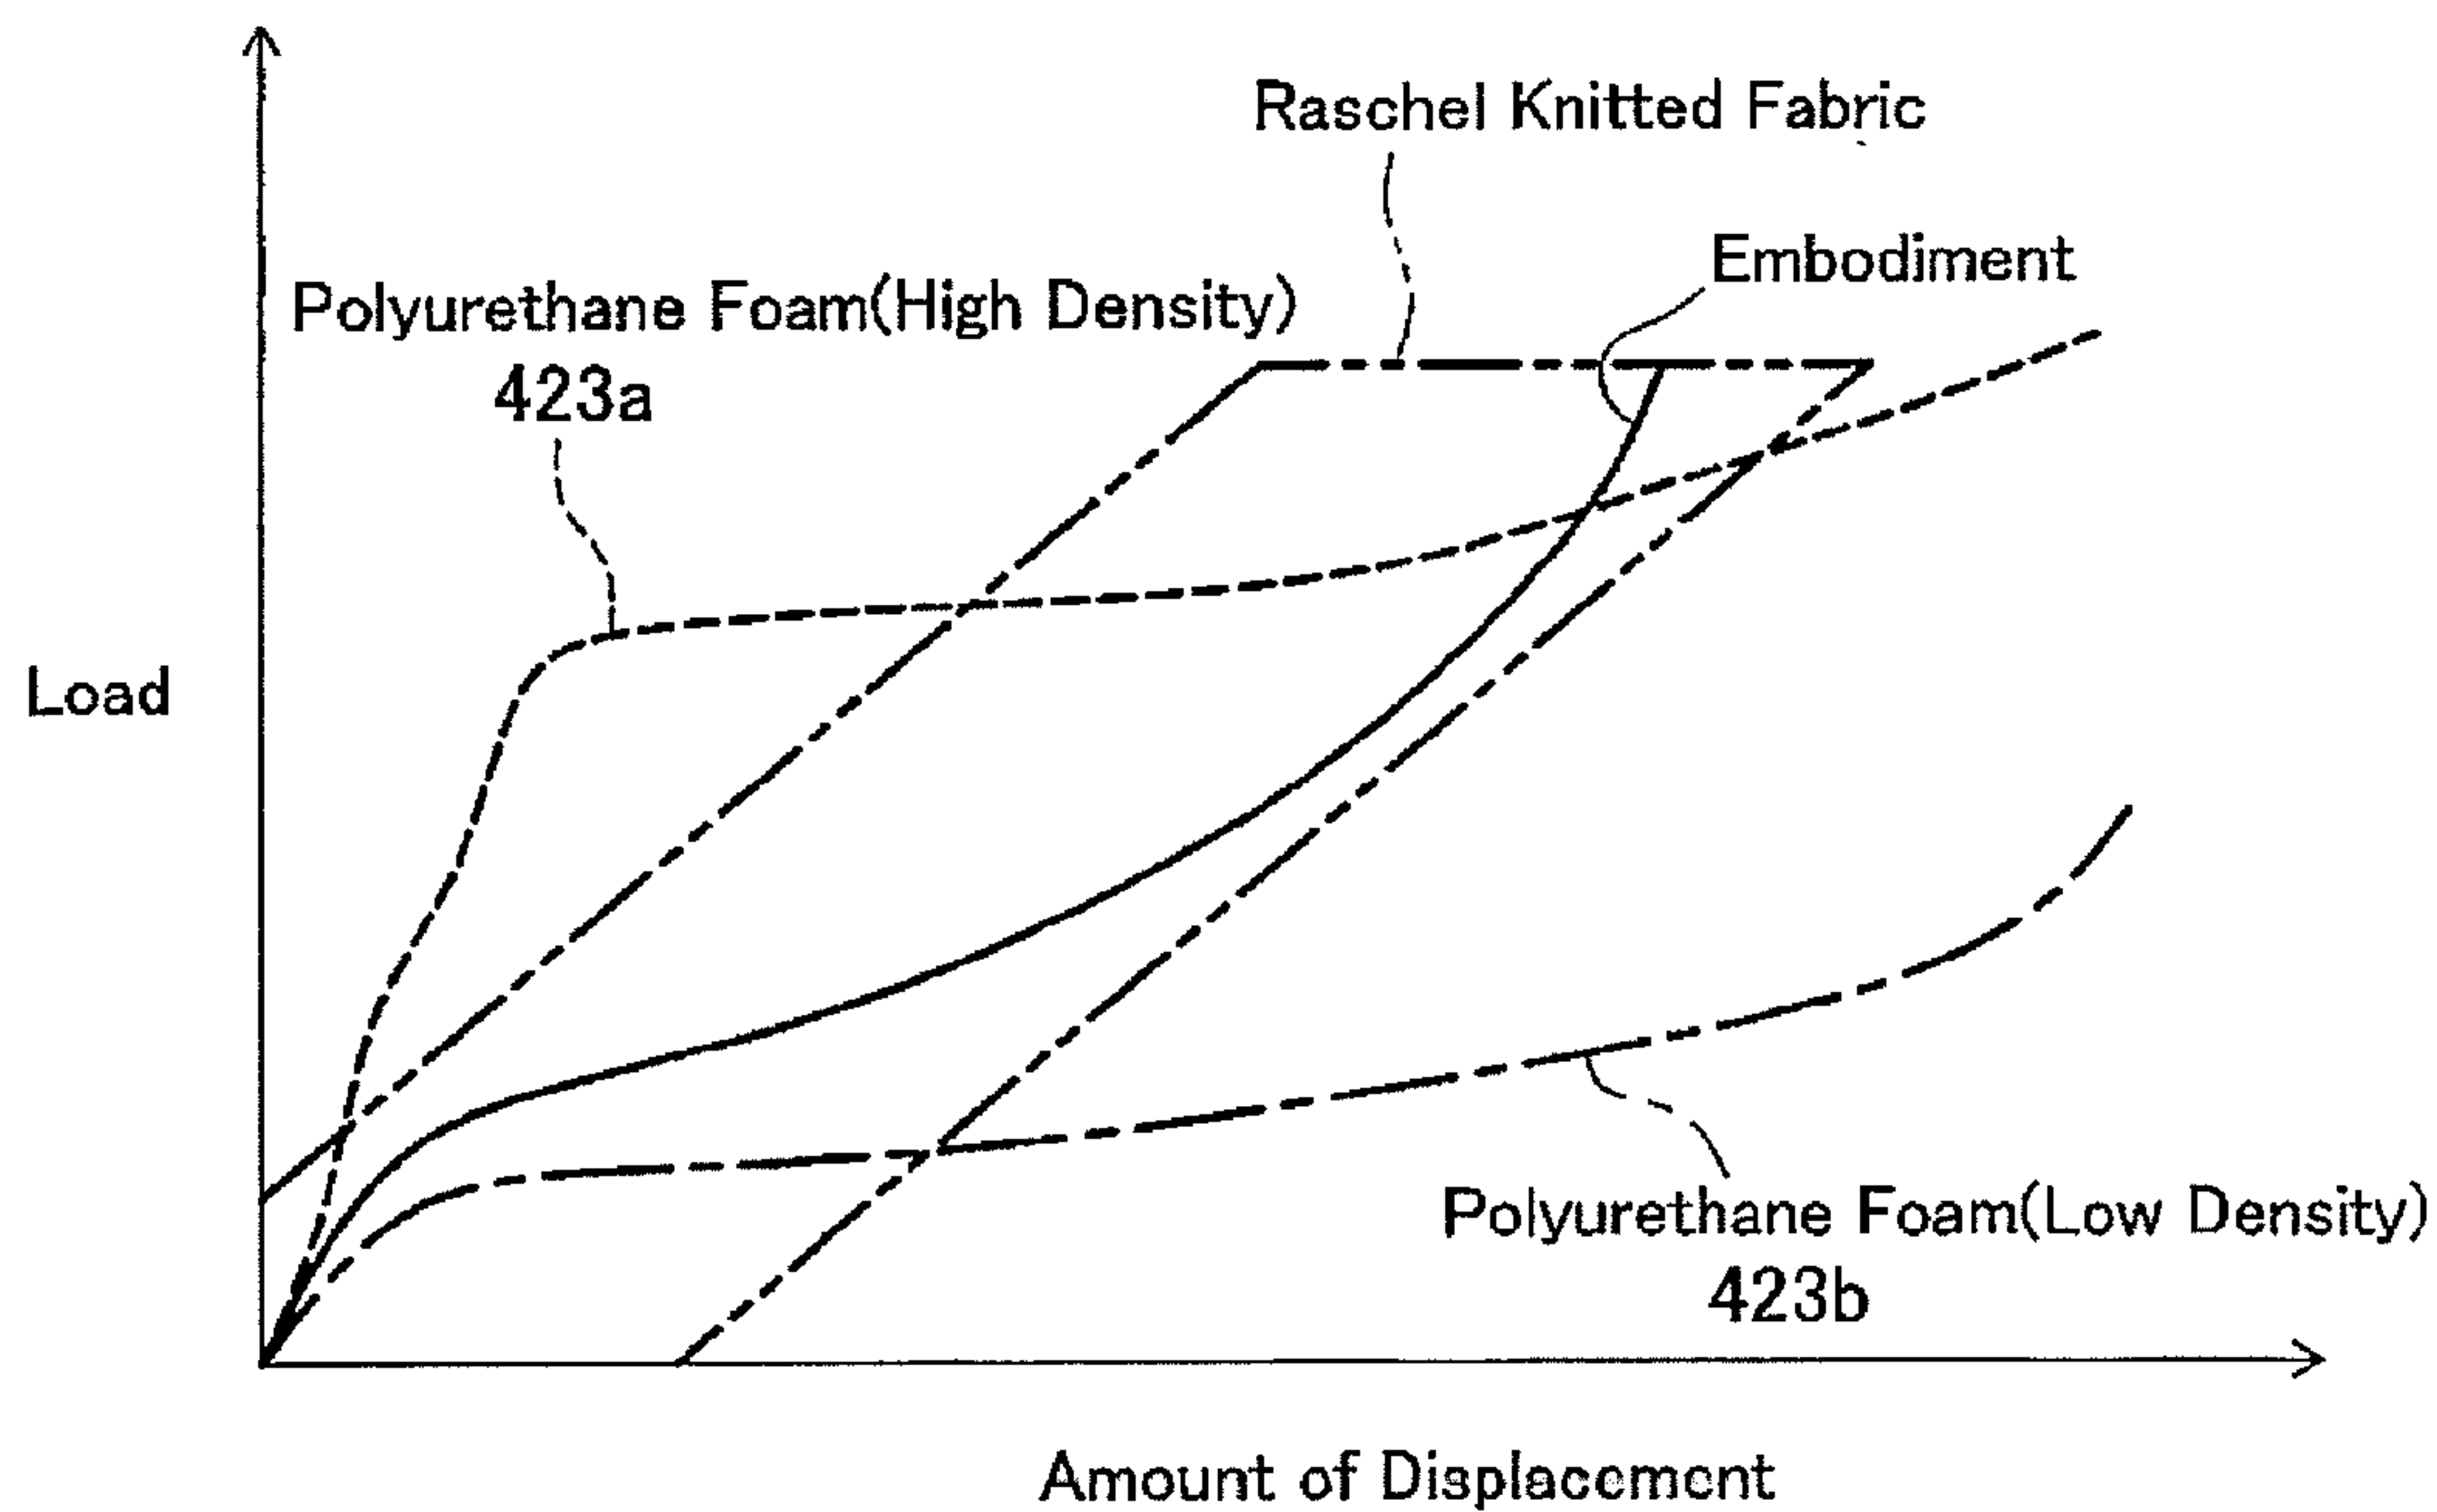 Raschel Knitted Fabric
Embodiment
Polyurethane Foam(High Density)
423a
Load
Polyurethane Foam(Low Density)
423b
Amount of Displacement